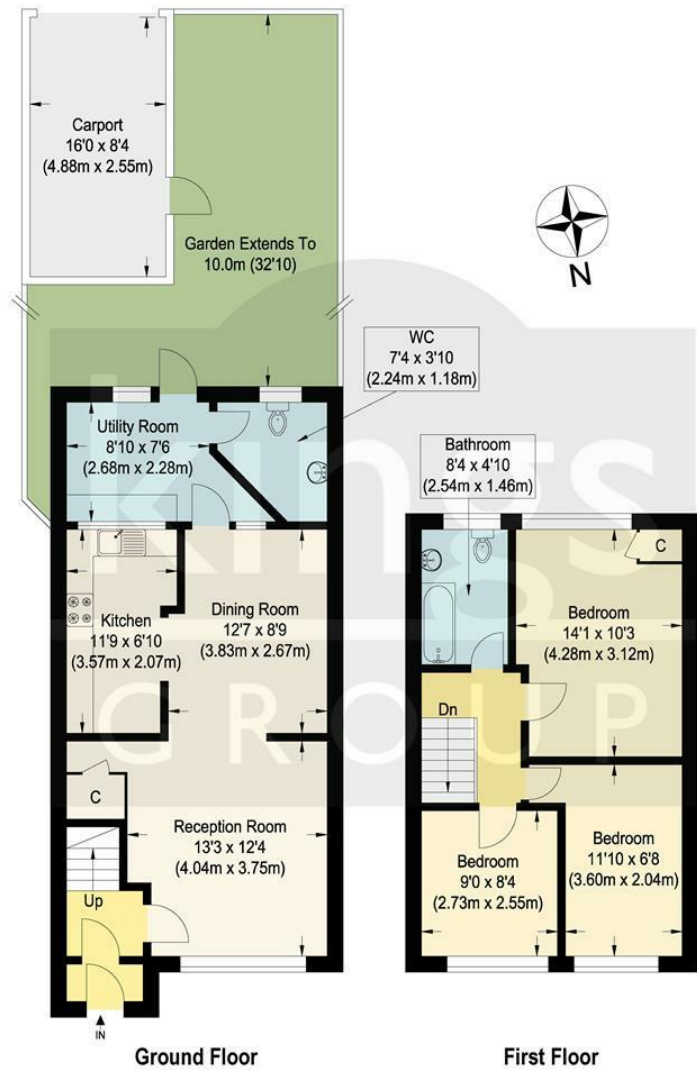 Carport
16'0 x 8'4
(4.88m x 2.55m)
Garden Extends To
10.0m (32'10)
N
WC
7'4 x 3'10
(2.24m x 1.18m)
Utility Room
8'10 x 7'6
(2.68m x 2.28m)
Bathroom
8'4 x 4'10
(2.54m x 1.46m)
kings
GROUP
Kitchen
11'9 x 6'10
(3.57m x 2.07m)
Dining Room
12'7 x 8'9
(3.83m x 2.67m)
C
Bedroom
14'1 x 10'3
(4.28m x 3.12m)
Dn
C
Reception Room
13'3 x 12'4
(4.04m x 3.75m)
Up
Bedroom
9'0 x 8'4
(2.73m x 2.55m)
Bedroom
11'10 x 6'8
(3.60m x 2.04m)
IN
Ground Floor
First Floor